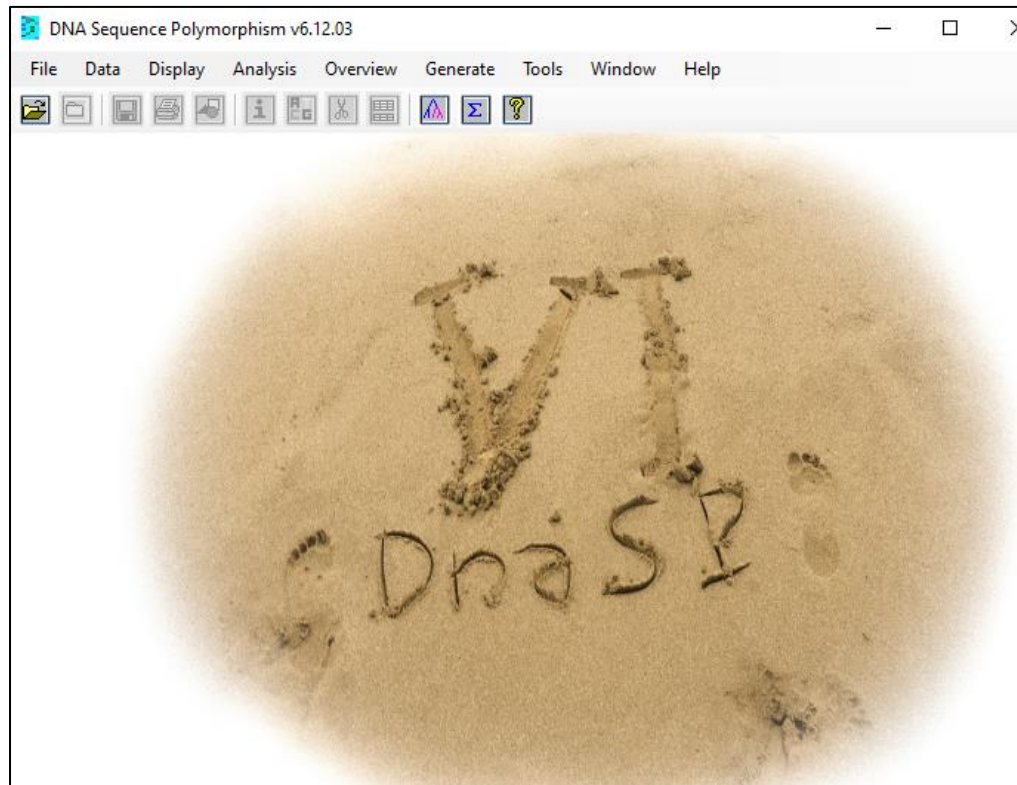 DNA Sequence Polymorphism v6.12.03
File Data Display Analysis Overview Generate Tools Window Help
VI
DnaSP